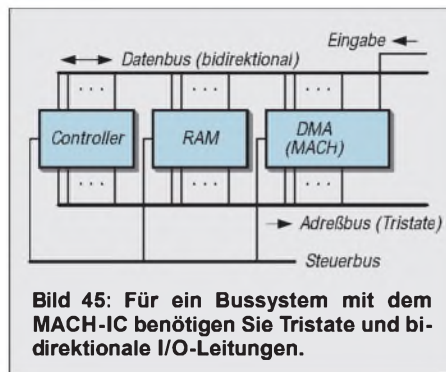 Eingabe
Datenbus (bidirektional)
Controller
RAM
DMA
(MACH)
Adreßbus (Tristate)
Steuerbus
Bild 45: Für ein Bussystem mit dem
MACH-IC benötigen Sie Tristate und bi-
direktionale I/O-Leitungen.